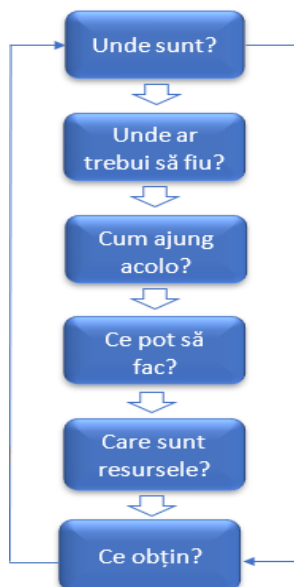 Unde sunt?
Unde ar
trebui să fiu?
Cum ajung
acolo?
Ce pot să
fac?
Care sunt
resursele?
Ce obțin?